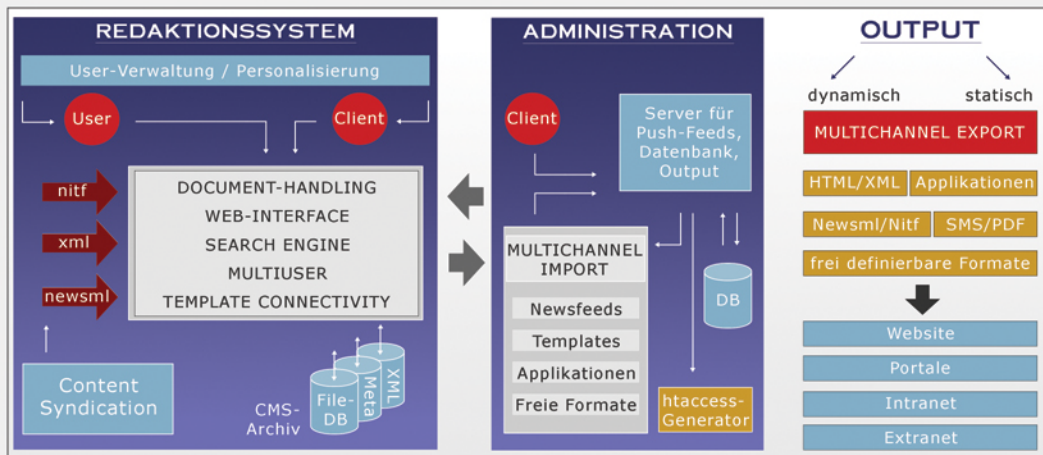 REDAKTIONSSYSTEM
User-Verwaltung / Personalisierung
User
Client
nitf
xml
newsml
DOCUMENT-HANDLING
WEB-INTERFACE
SEARCH ENGINE
MULTIUSER
TEMPLATE CONNECTIVITY
Content
Syndication
CMS-
Archiv
File-
DB
Meta
XML
ADMINISTRATION
Client
Server für
Push-Feeds,
Datenbank,
Output
MULTICHANNEL
IMPORT
Newsfeeds
Templates
Applikationen
Freie Formate
DB
htaccess-
Generator
OUTPUT
dynamisch
statisch
MULTICHANNEL EXPORT
HTML/XML
Applikationen
Newsml/Nitf
SMS/PDF
frei definierbare Formate
Website
Portale
Intranet
Extranet